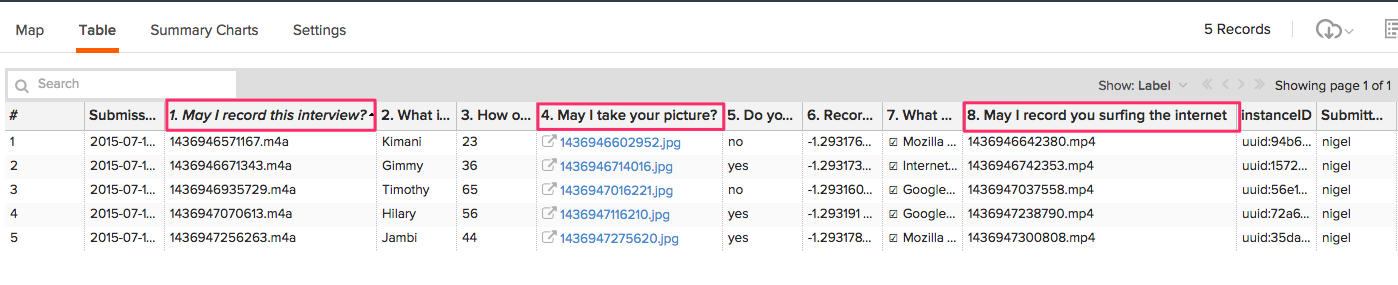 Map Table Summary Charts Settings 5 Records
Search Show: Label Showing page 1 of 1
# Submiss... 1. May I record this interview? 2. What i... 3. How o... 4. May I take your picture? 5. Do yo... 6. Recor... 7. What ... 8. May I record you surfing the internet instanceID Submitt...
1 2015-07-1... 1436946571167.m4a Kimani 23 1436946602952.jpg no -1.293176... Mozilla ... 1436946642380.mp4 uuid:94b6... nigel
2 2015-07-1... 1436946671343.m4a Gimmy 36 1436946714016.jpg yes -1.293178... Internet... 1436946742353.mp4 uuid:1572... nigel
3 2015-07-1... 1436946935729.m4a Timothy 65 1436947016221.jpg no -1.293160... Google... 1436947037558.mp4 uuid:56e1... nigel
4 2015-07-1... 1436947070613.m4a Hilary 56 1436947116210.jpg yes -1.293191 ... Google... 1436947238790.mp4 uuid:72a6... nigel
5 2015-07-1... 1436947256263.m4a Jambi 44 1436947275620.jpg yes -1.293178... Mozilla ... 1436947300808.mp4 uuid:35da... nigel